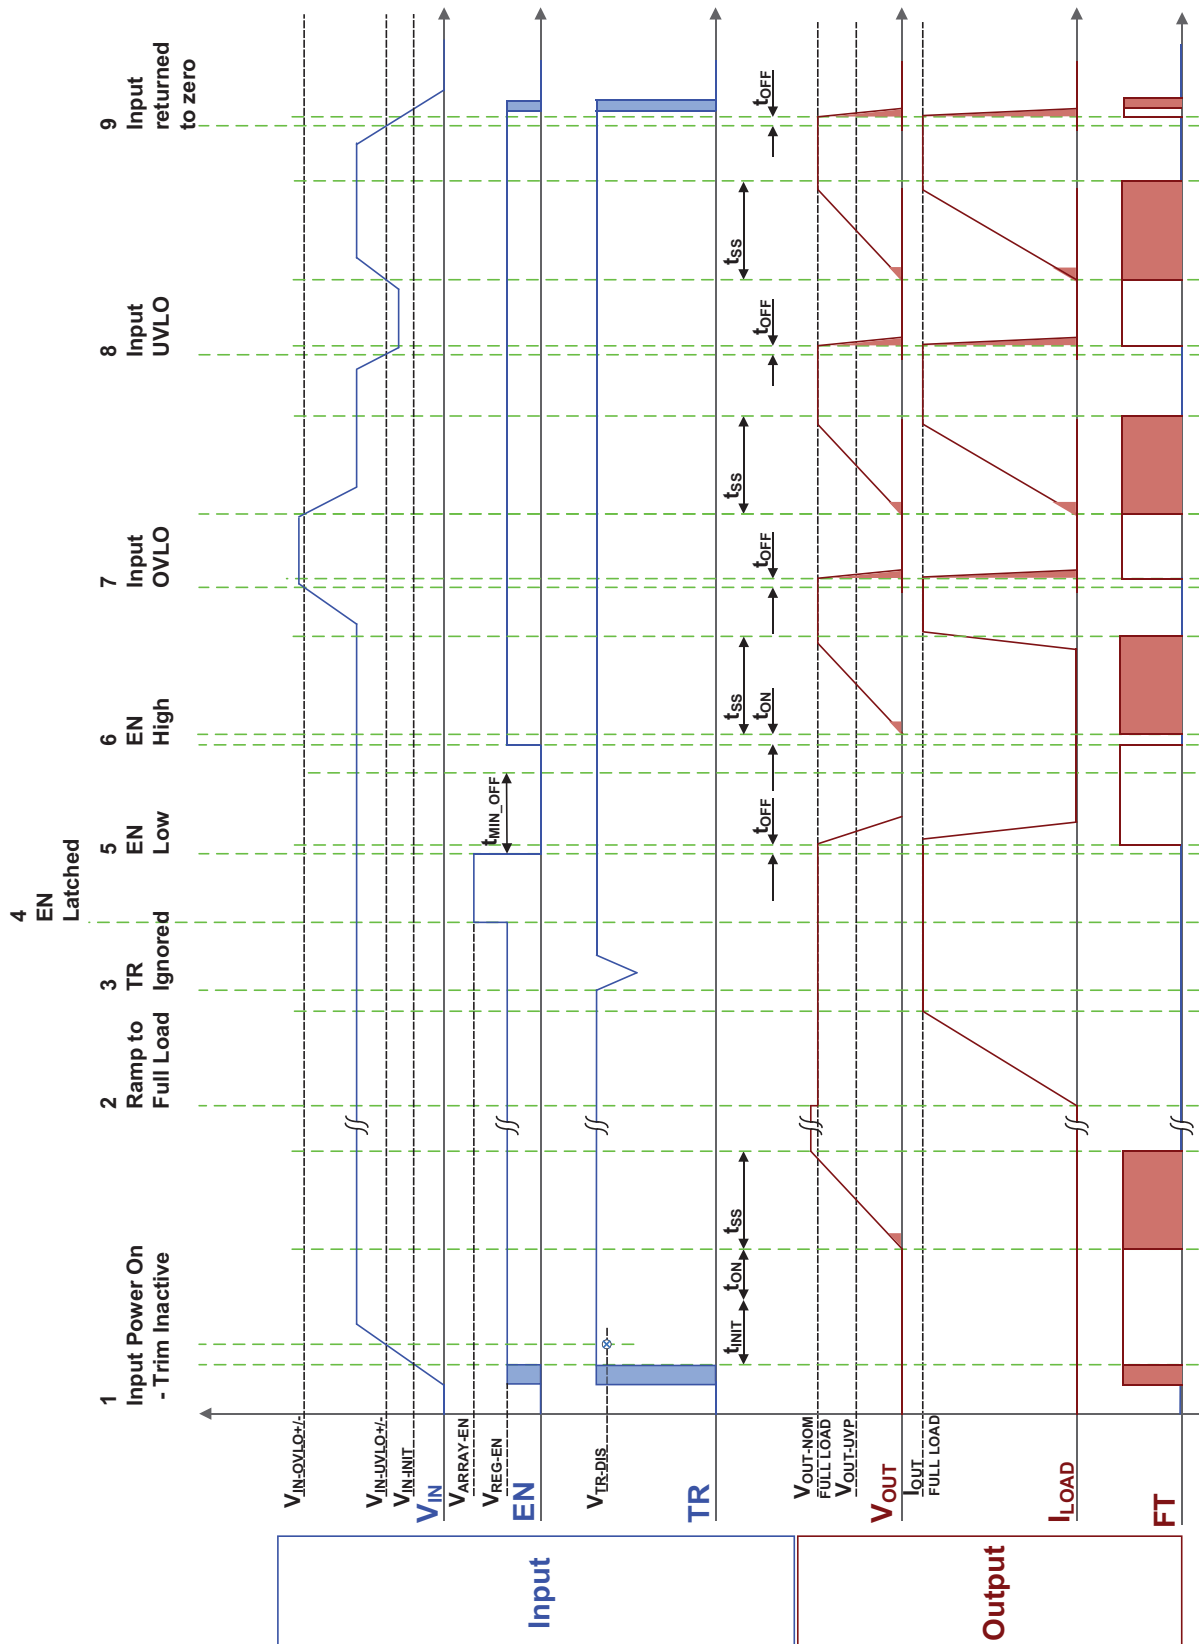 1
Input Power On
- Trim Inactive
2
Ramp to
Full Load
3
TR
Ignored
4
EN
Latched
5
EN
Low
6
EN
High
7
Input
OVLO
8
Input
UVLO
9
Input
returned
to zero
Input
VIN-OVLO+/-
VIN-UVLO+/-
VIN-INIT
VIN
VARRAY-EN
VREG-EN
EN
tMIN_OFF
VTR-DIS
TR
tINIT
tON
tSS
tOFF
tSS
tON
tOFF
tSS
tOFF
tSS
tOFF
Output
VOUT-NOM
FULL LOAD
VOUT-UVP
VOUT
IOUT
FULL LOAD
ILOAD
FT